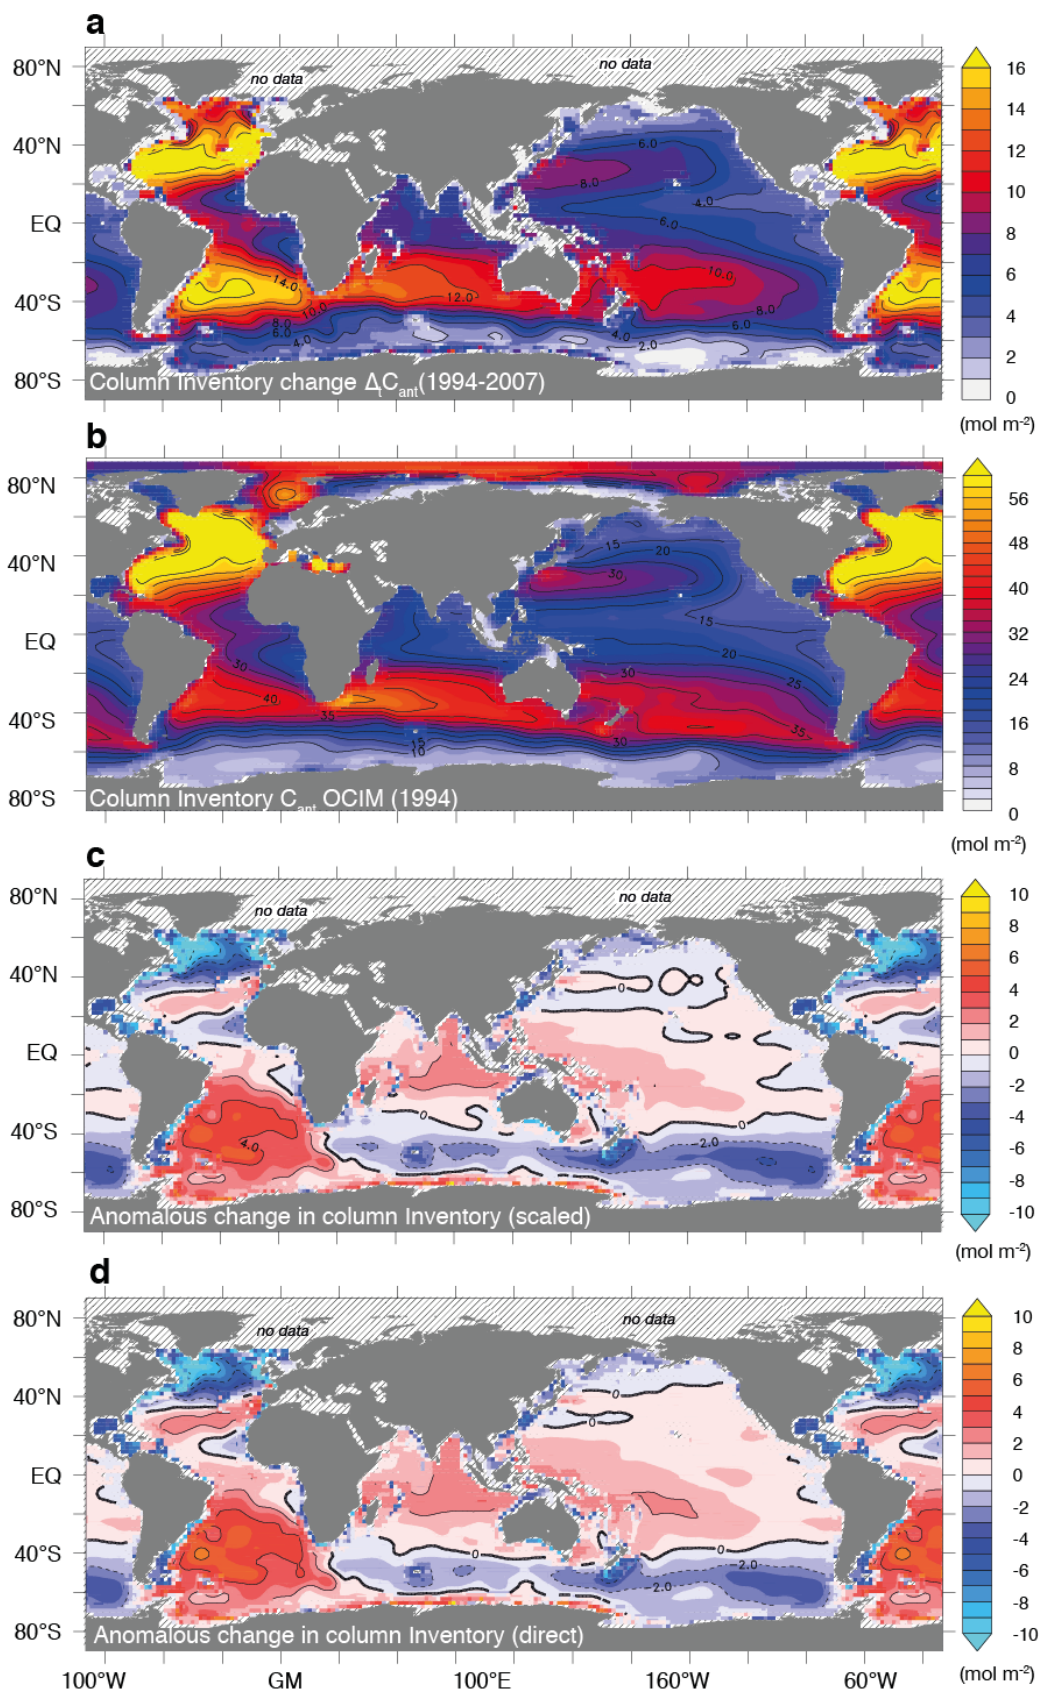 a
80°N
40°N
EQ
40°S
80°S
no data
no data
6.0
8.0
4.0
6.0
14.0
10.0
12.0
10.0
8.0
8.0
6.0
6.0
4.0
4.0
2.0
Column Inventory change ΔtCant(1994-2007)
16
14
12
10
8
6
4
2
0
(mol m-2)
b
80°N
40°N
EQ
40°S
80°S
15
20
30
15
20
30
25
30
40
35
35
30
15
10
Column Inventory Cant OCIM (1994)
56
48
40
32
24
16
8
0
(mol m-2)
c
80°N
40°N
EQ
40°S
80°S
no data
no data
0
0
0
4.0
-2.0
Anomalous change in column Inventory (scaled)
10
8
6
4
2
0
-2
-4
-6
-8
-10
(mol m-2)
d
80°N
40°N
EQ
40°S
80°S
no data
no data
0
0
0
0
-2.0
-2.0
Anomalous change in column Inventory (direct)
10
8
6
4
2
0
-2
-4
-6
-8
-10
(mol m-2)
100°W
GM
100°E
160°W
60°W